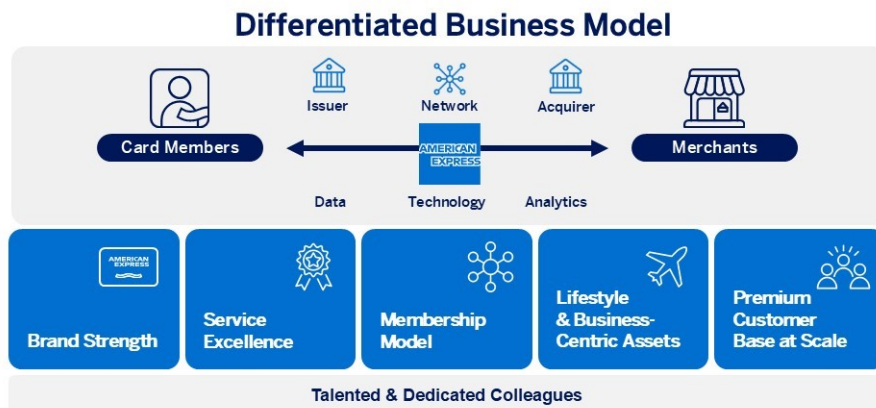 Differentiated Business Model
Issuer
Network
Acquirer
Card Members
AMERICAN
EXPRESS
Merchants
Data
Technology
Analytics
AMERICAN
EXPRESS
Brand Strength
Service
Excellence
Membership
Model
Lifestyle
& Business-
Centric Assets
Premium
Customer
Base at Scale
Talented & Dedicated Colleagues